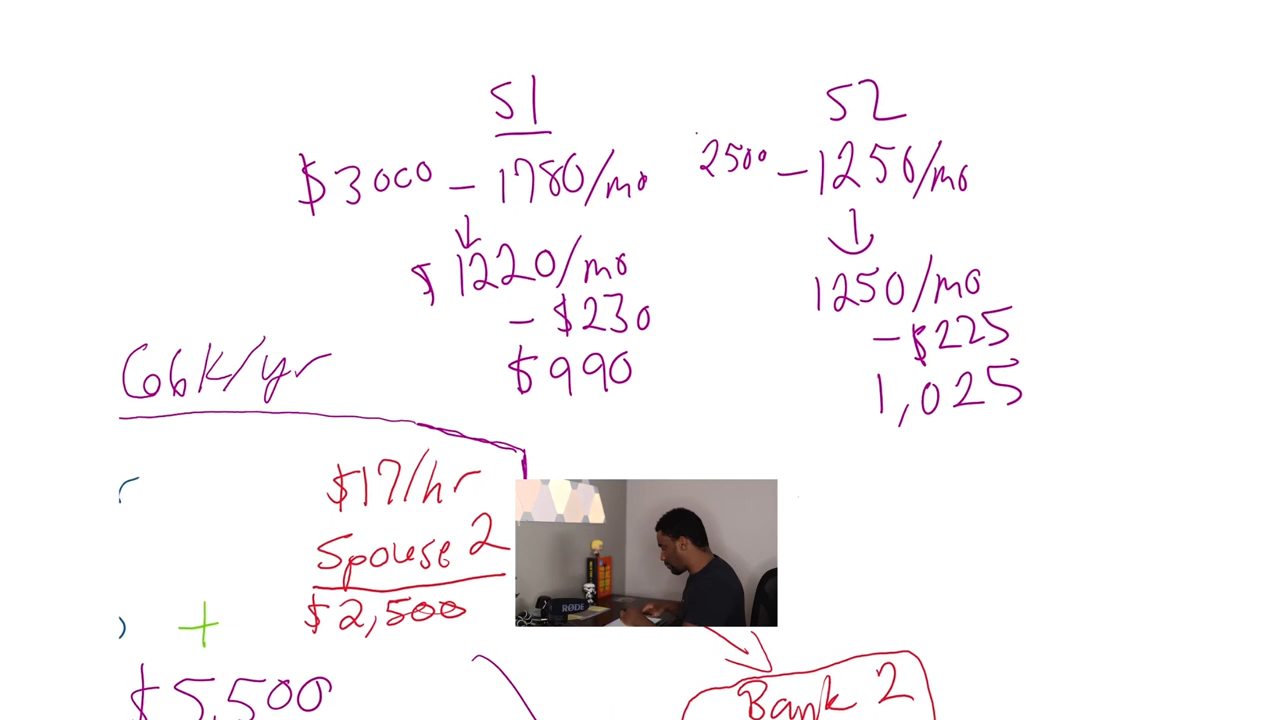 S1
$3000 - 1780/mo
↓
$1220/mo
- $230
$990
S2
2500 - 1250/mo
↓
1250/mo
- $225
1,025
66k/yr
$17/hr
Spouse 2
$2,500
+
$5,500
RØDE
Bank 2